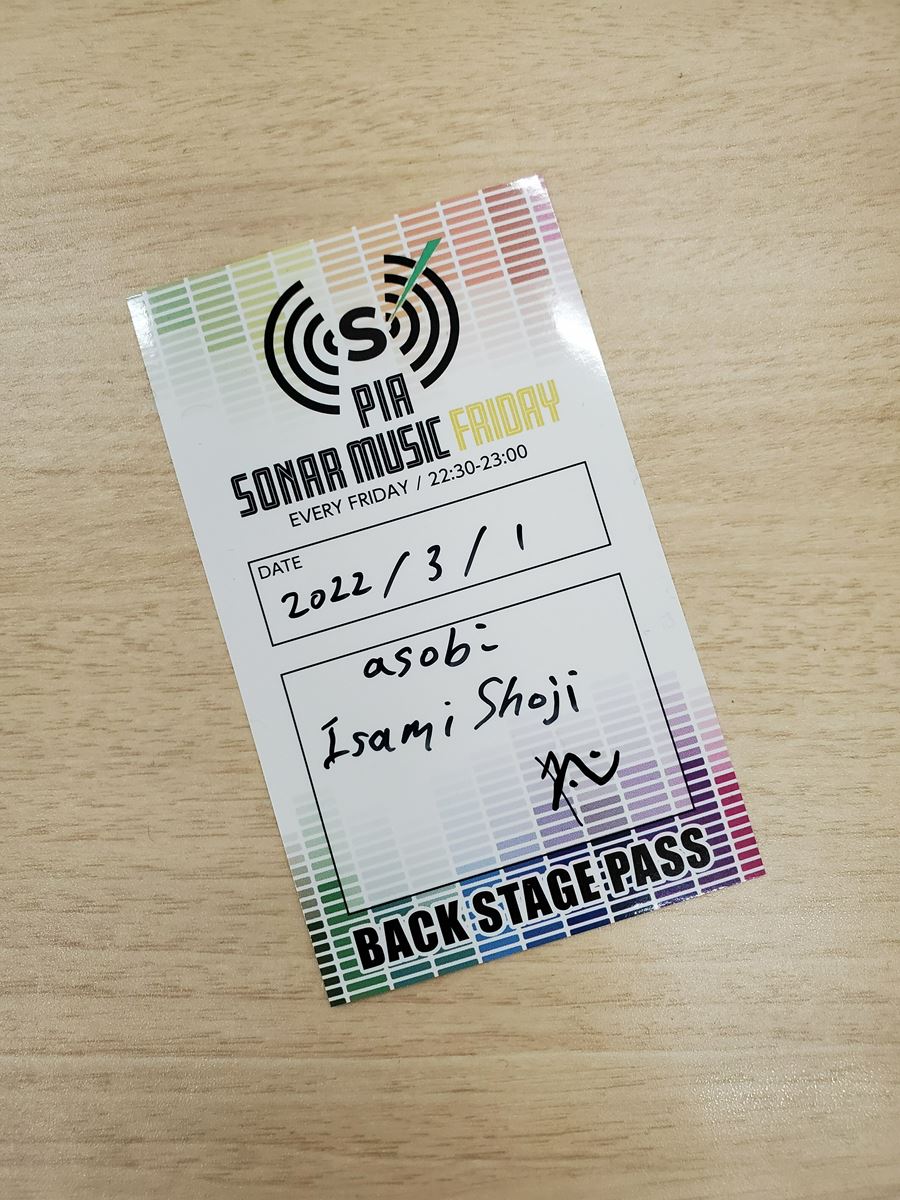 S
PIA
SONAR MUSIC FRIDAY
EVERY FRIDAY / 22:30-23:00
DATE
2022/3/1
asobi
Isami Shoji
BACK STAGE PASS